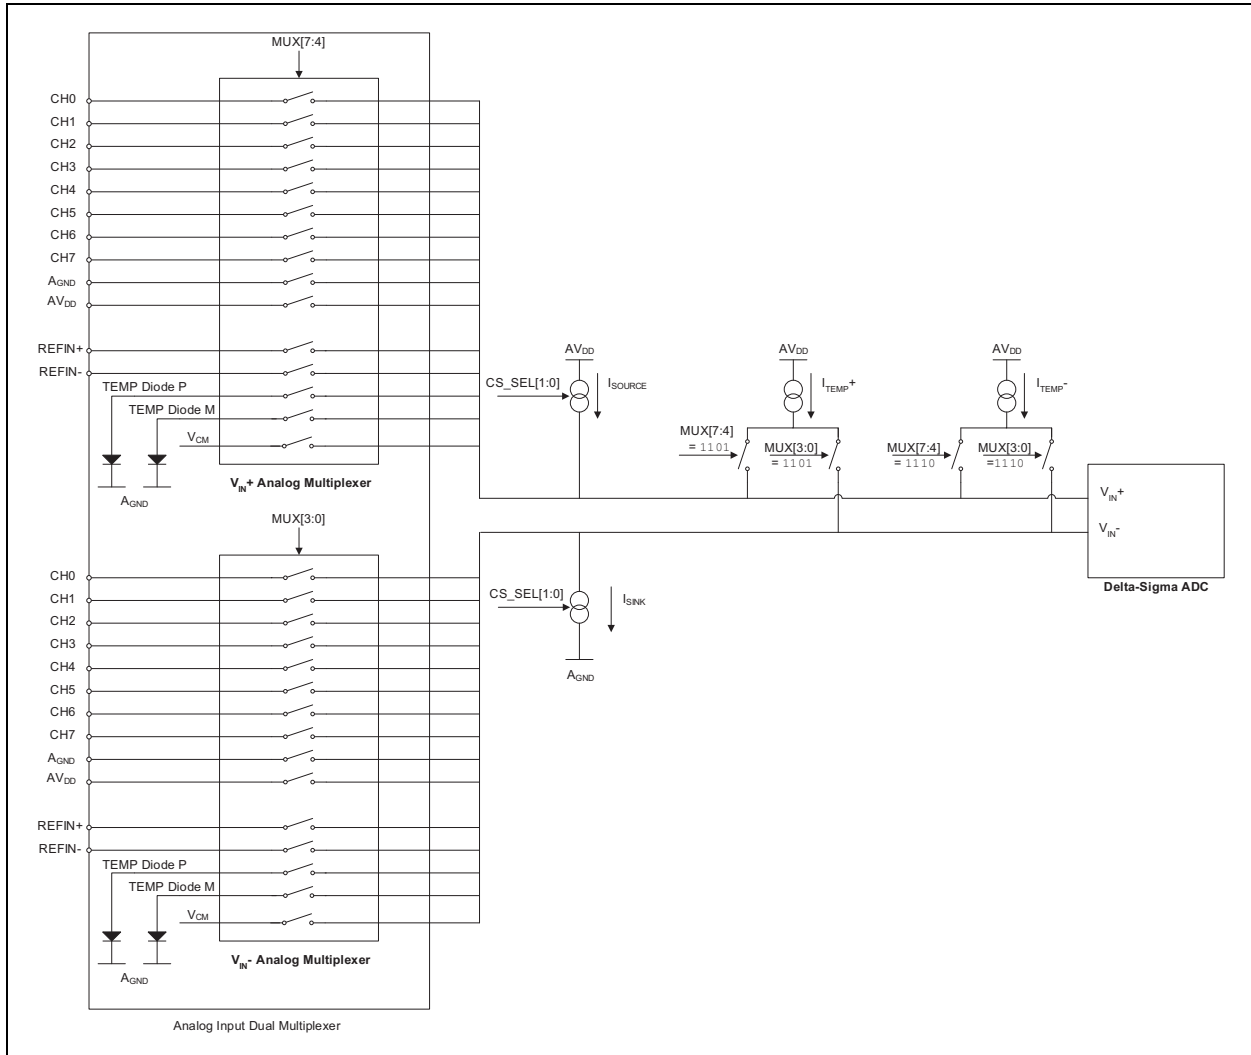 MUX[7:4]
CH0
CH1
CH2
CH3
CH4
CH5
CH6
CH7
AGND
AVDD
REFIN+
REFIN-
TEMP Diode P
TEMP Diode M
VCM
AGND
VIN+ Analog Multiplexer
AVDD
CS_SEL[1:0]
ISOURCE
AVDD
ITEMP+
MUX[7:4]
= 1101
MUX[3:0]
= 1101
AVDD
ITEMP-
MUX[7:4]
= 1110
MUX[3:0]
=1110
VIN+
VIN-
Delta-Sigma ADC
MUX[3:0]
CH0
CH1
CH2
CH3
CH4
CH5
CH6
CH7
AGND
AVDD
REFIN+
REFIN-
TEMP Diode P
TEMP Diode M
VCM
AGND
VIN- Analog Multiplexer
CS_SEL[1:0]
ISINK
AGND
Analog Input Dual Multiplexer